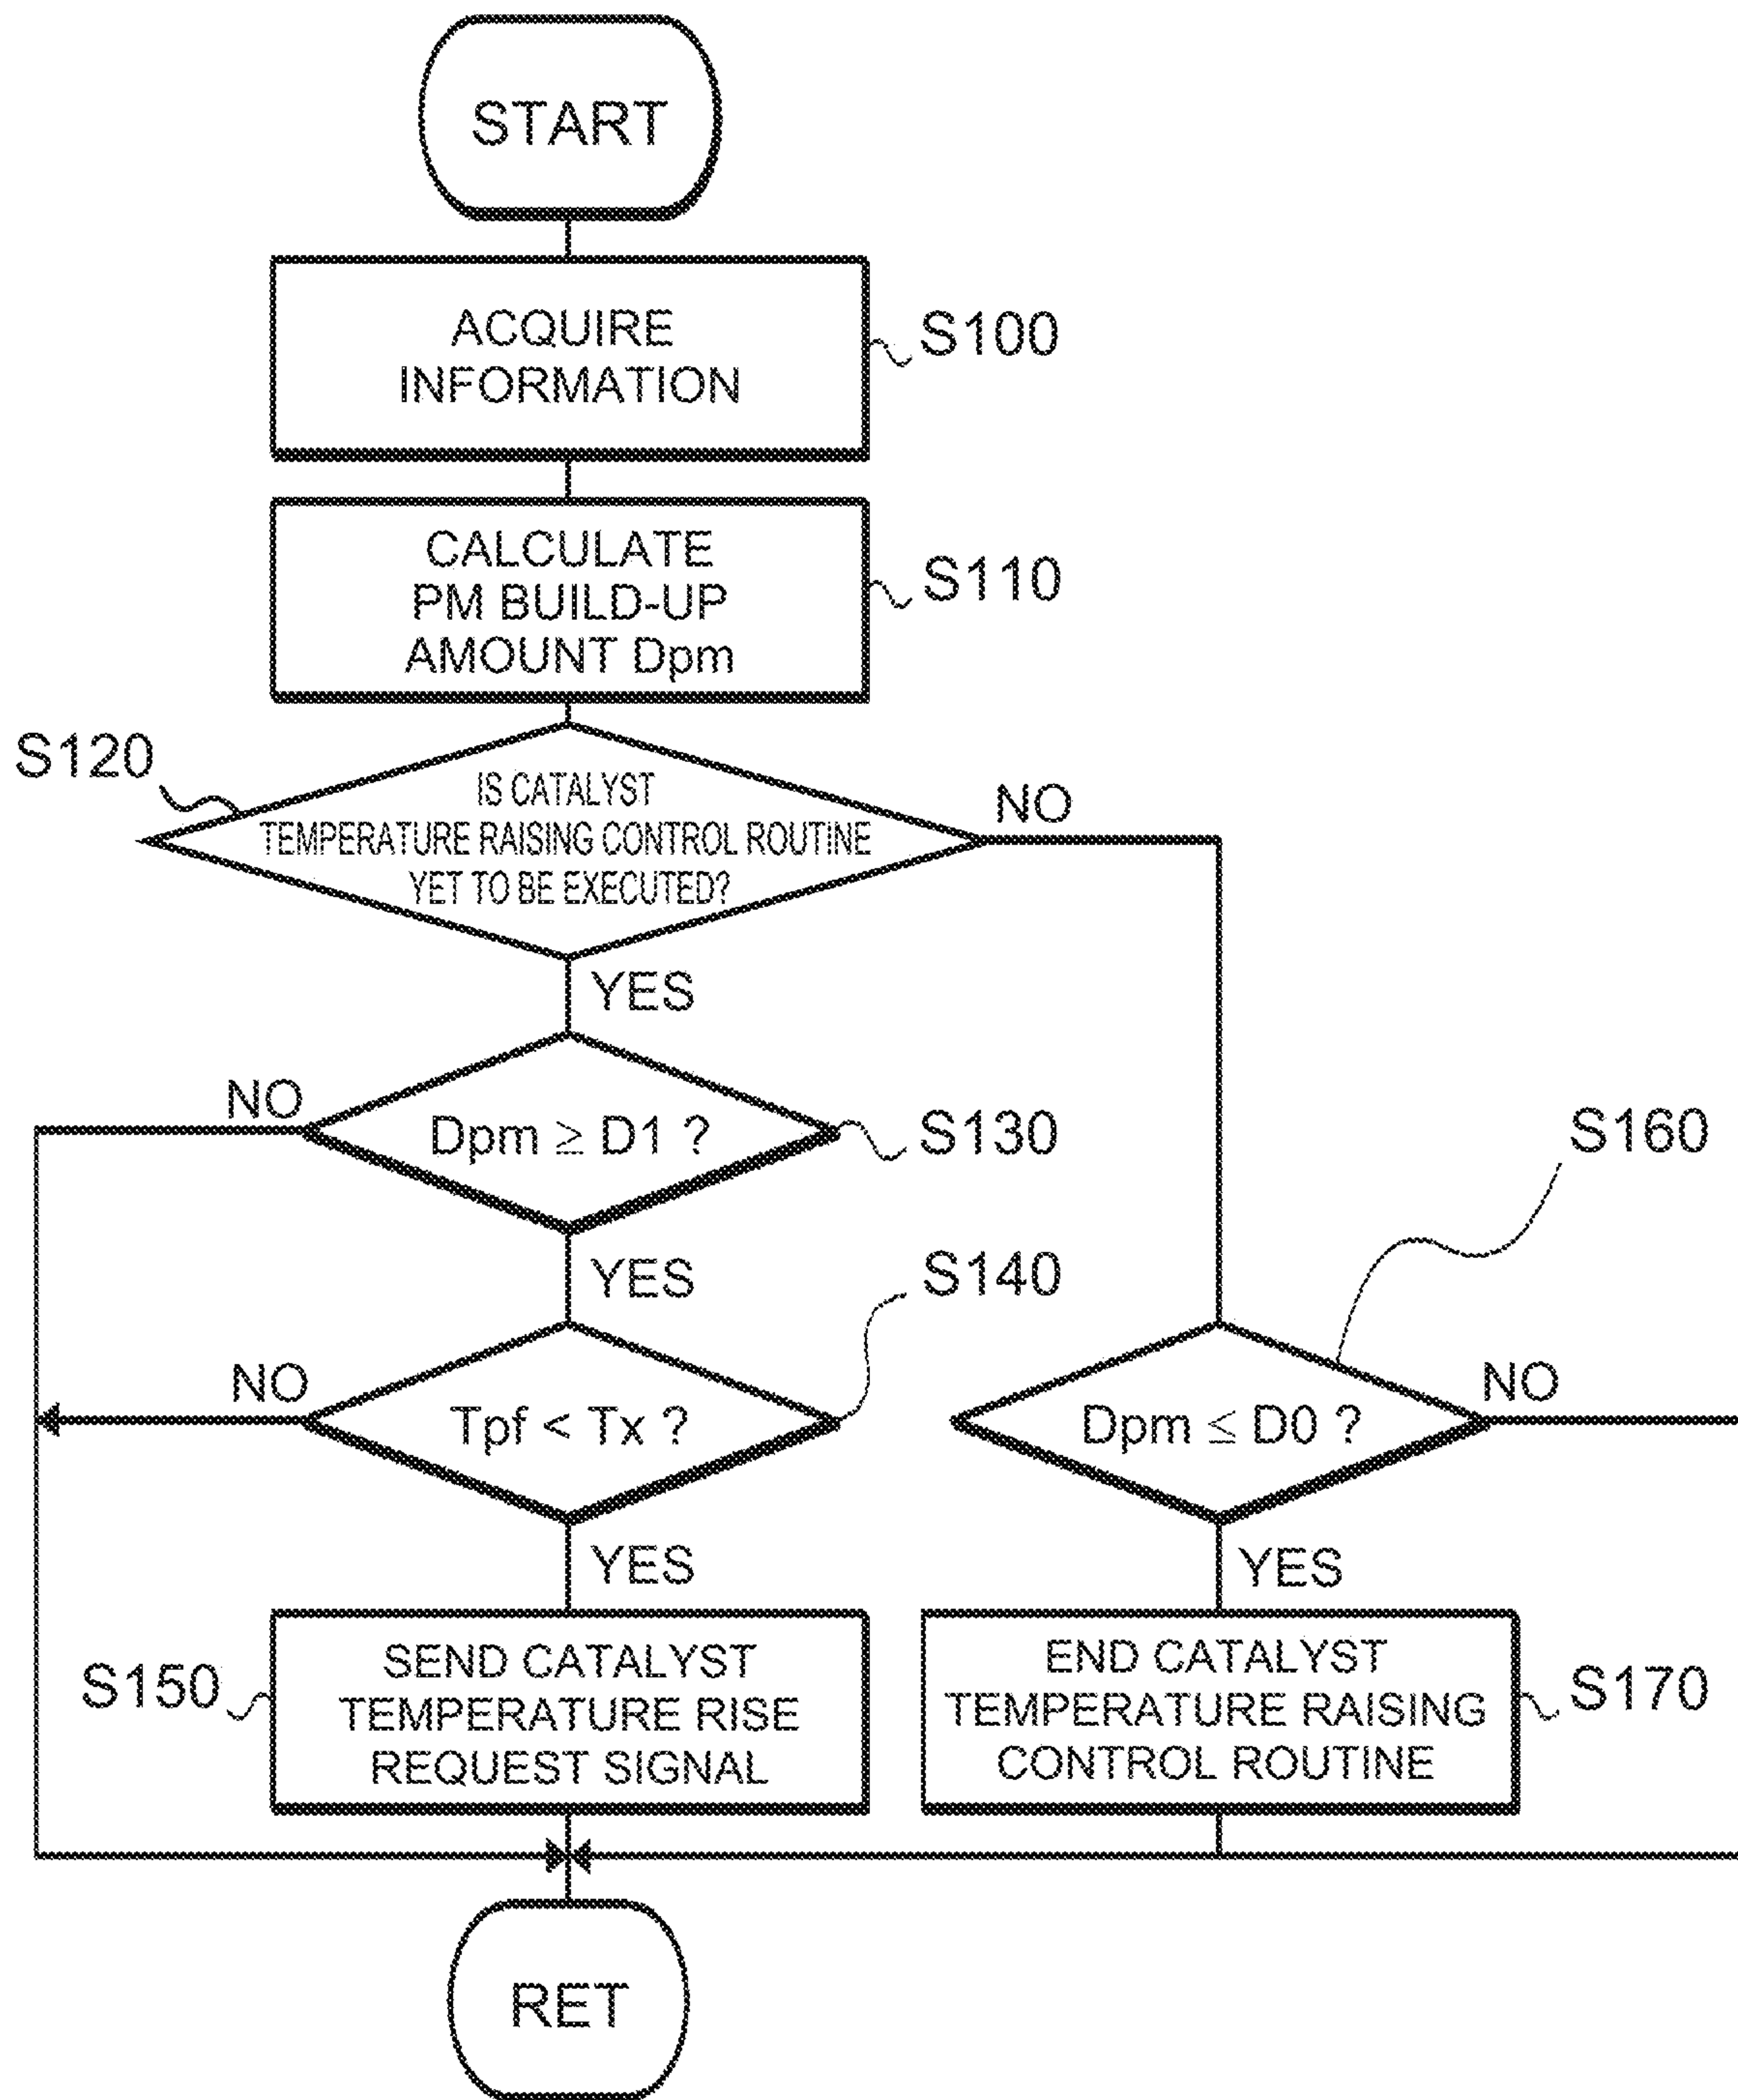 START
ACQUIRE
INFORMATION
S100
CALCULATE
PM BUILD-UP
AMOUNT Dpm
S110
S120
IS CATALYST
TEMPERATURE RAISING CONTROL ROUTINE
YET TO BE EXECUTED?
NO
YES
NO
Dpm ≥ D1 ?
S130
YES
S140
NO
Tpf < Tx ?
S160
Dpm ≤ D0 ?
NO
YES
YES
S150
SEND CATALYST
TEMPERATURE RISE
REQUEST SIGNAL
END CATALYST
TEMPERATURE RAISING
CONTROL ROUTINE
S170
RET